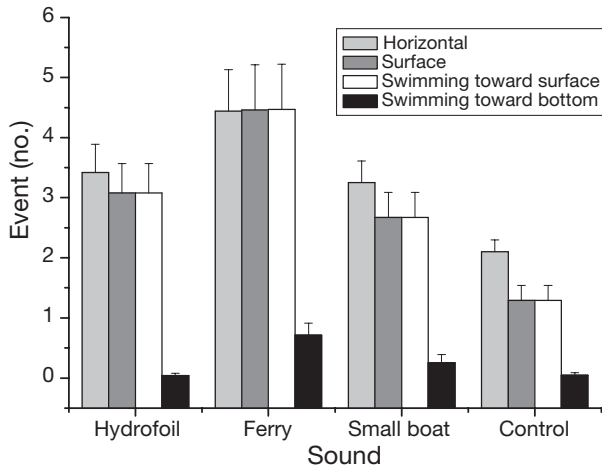 6
5
4
3
2
1
0
Event (no.)
Horizontal
Surface
Swimming toward surface
Swimming toward bottom
Hydrofoil Ferry Small boat Control
Sound